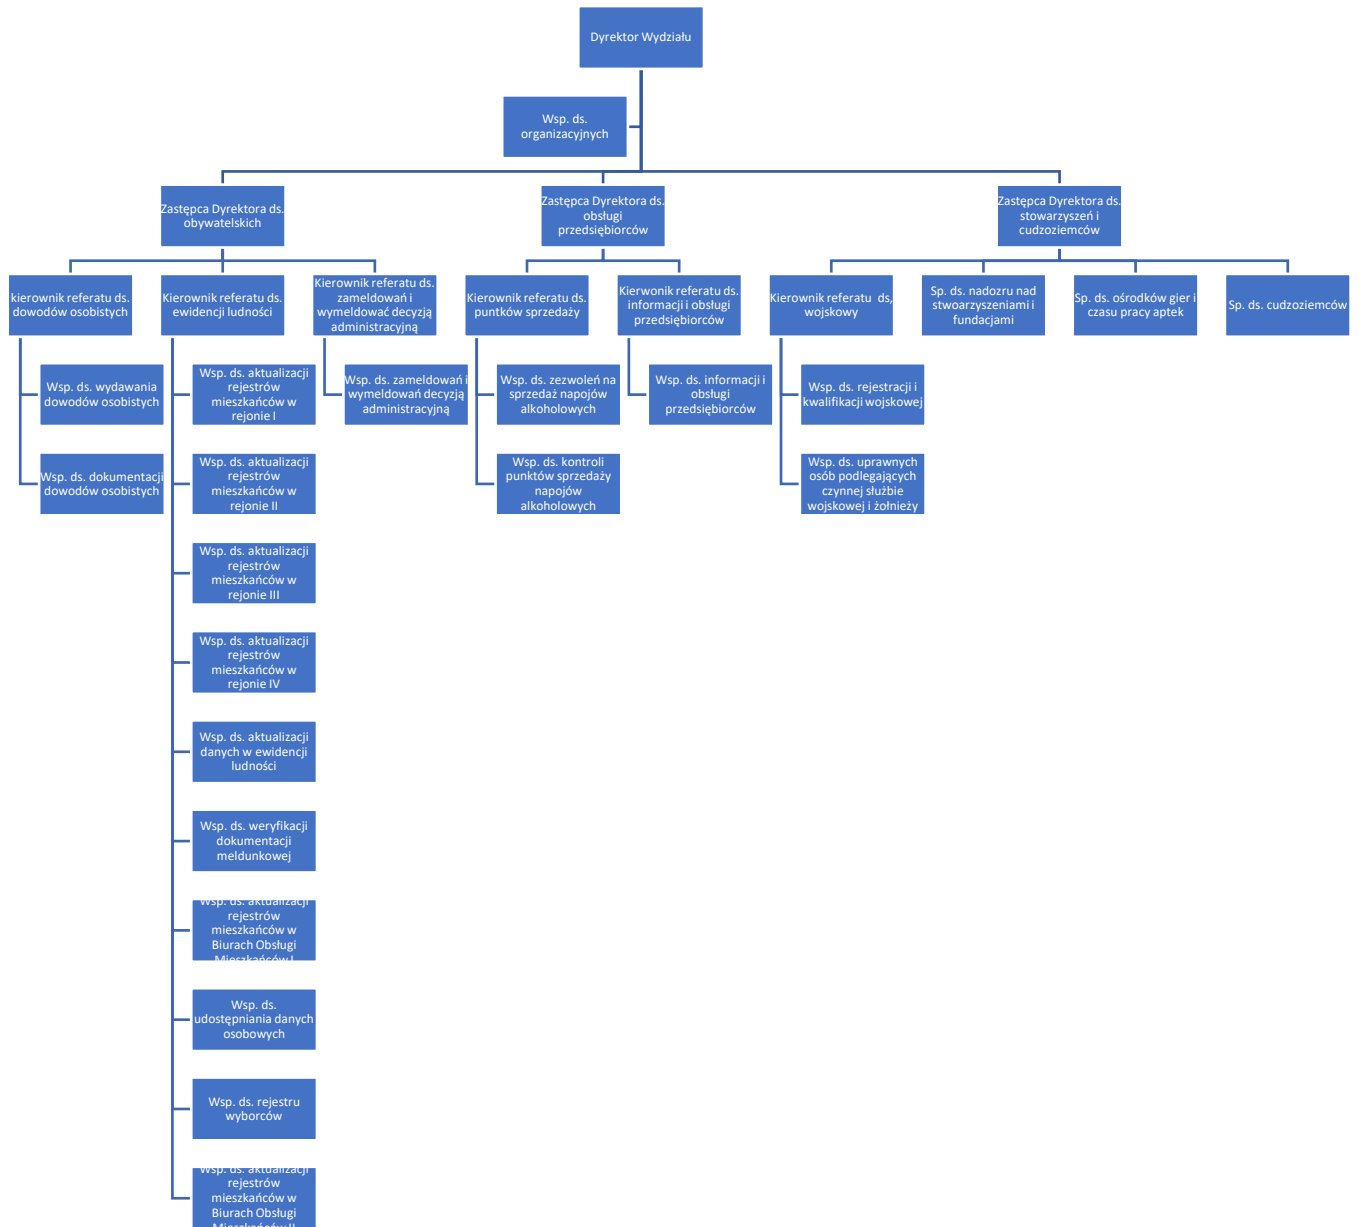 Dyrektor Wydziału
Wsp. ds.
organizacyjnych
Zastępca Dyrektora ds.
obywatelskich
Zastępca Dyrektora ds.
obsługi
przedsiębiorców
Zastępca Dyrektora ds.
stowarzyszeń i
cudzoziemców
kierownik referatu ds.
dowodów osobistych
Kierownik referatu ds.
ewidencji ludności
Kierownik referatu ds.
zameldowań i
wymeldować decyzją
administracyjną
Kierownik referatu ds.
puntków sprzedaży
Kierwonik referatu ds.
informacji i obsługi
przedsiębiorców
Kierownik referatu  ds,
wojskowy
Sp. ds. nadozru nad
stwoarzyszeniami i
fundacjami
Sp. ds. ośrodków gier i
czasu pracy aptek
Sp. ds. cudzoziemców
Wsp. ds. wydawania
dowodów osobistych
Wsp. ds. aktualizacji
rejestrów
mieszkańców w
rejonie I
Wsp. ds. zameldowań i
wymeldowań decyzją
administracyjną
Wsp. ds. zezwoleń na
sprzedaż napojów
alkoholowych
Wsp. ds. informacji i
obsługi
przedsiębiorców
Wsp. ds. rejestracji i
kwalifikacji wojskowej
Wsp. ds. dokumentacji
dowodów osobistych
Wsp. ds. aktualizacji
rejestrów
mieszkańców w
rejonie II
Wsp. ds. kontroli
punktów sprzedaży
napojów
alkoholowych
Wsp. ds. uprawnych
osób podlegających
czynnej służbie
wojskowej i żołnieży
Wsp. ds. aktualizacji
rejestrów
mieszkańców w
rejonie III
Wsp. ds. aktualizacji
rejestrów
mieszkańców w
rejonie IV
Wsp. ds. aktualizacji
danych w ewidencji
ludności
Wsp. ds. weryfikacji
dokumentacji
meldunkowej
Wsp. ds. aktualizacji
rejestrów
mieszkańców w
Biurach Obsługi
Mieszkańców I
Wsp. ds.
udostępniania danych
osobowych
Wsp. ds. rejestru
wyborców
Wsp. ds. aktualizacji
rejestrów
mieszkańców w
Biurach Obsługi
Mieszkańców II